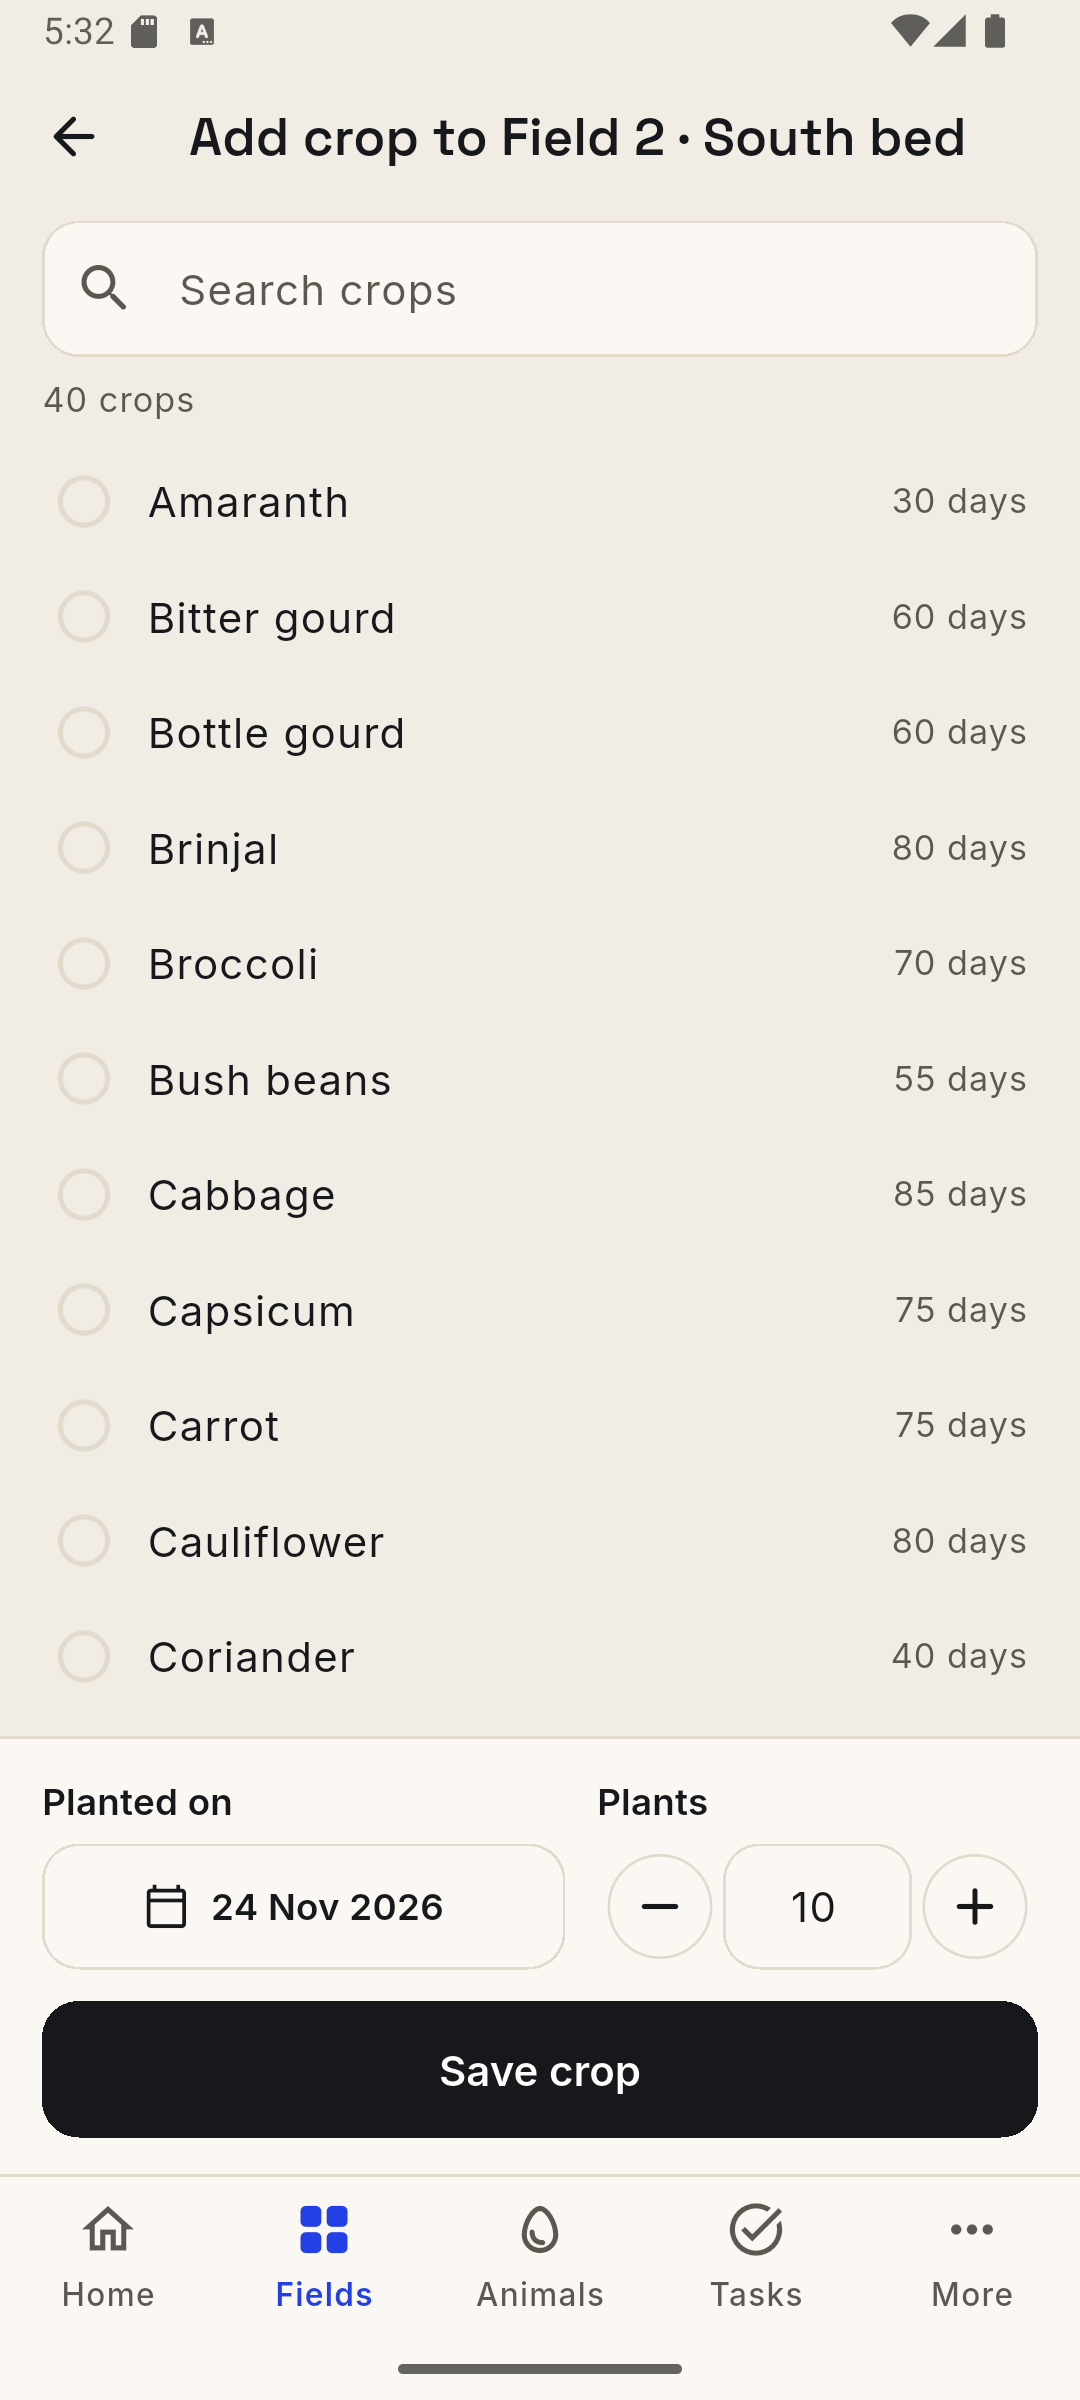 5:32
Add crop to Field 2 · South bed
Search crops
40 crops
Amaranth 30 days
Bitter gourd 60 days
Bottle gourd 60 days
Brinjal 80 days
Broccoli 70 days
Bush beans 55 days
Cabbage 85 days
Capsicum 75 days
Carrot 75 days
Cauliflower 80 days
Coriander 40 days
Planted on Plants
24 Nov 2026 10
Save crop
Home Fields Animals Tasks More